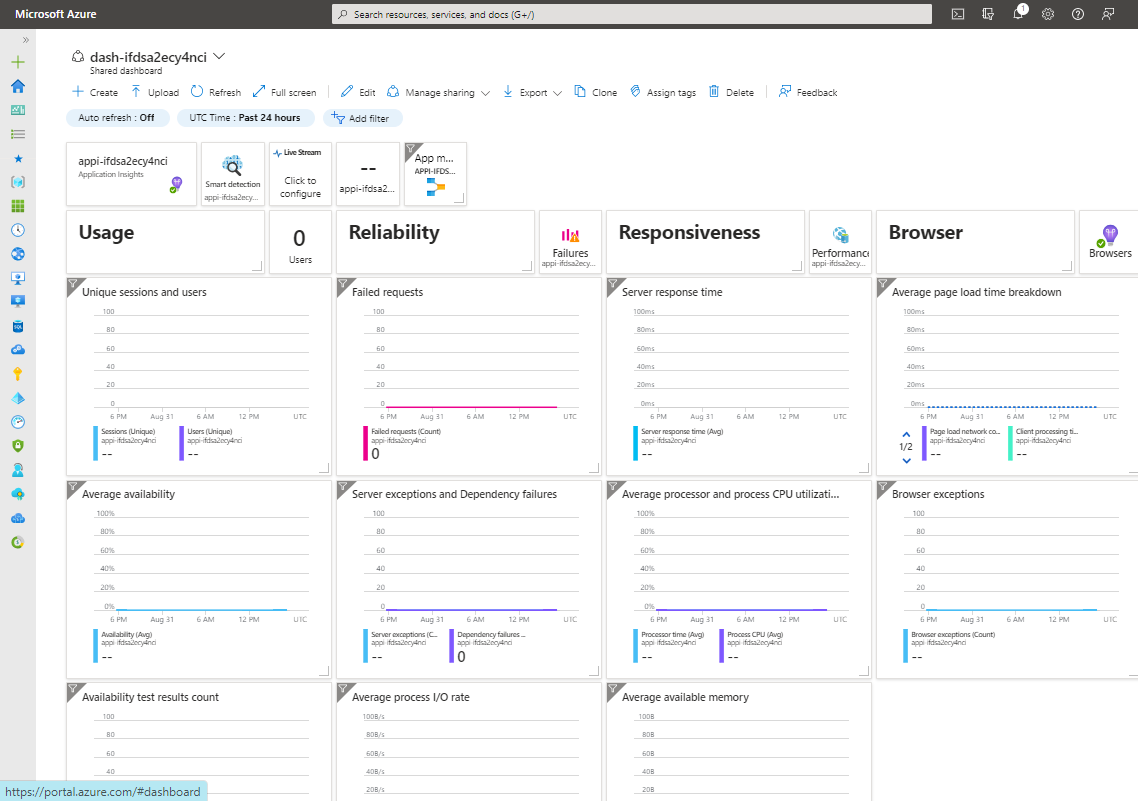 Microsoft Azure
Search resources, services, and docs (G+/)
1
dash-ifdsa2ecy4nci
Shared dashboard
Create Upload Refresh Full screen Edit Manage sharing Export Clone Assign tags Delete Feedback
Auto refresh : Off UTC Time : Past 24 hours Add filter
appi-ifdsa2ecy4nci
Application Insights
Smart detection
appi-ifdsa2ecy...
Live Stream
Click to
configure
--
appi-ifdsa2...
App m...
APPI-IFDS...
Usage
0
Users
Reliability
Failures
appi-ifdsa2ecy...
Responsiveness
Performance
appi-ifdsa2ecy...
Browser
Browsers
Unique sessions and users
100
80
60
40
20
0
6 PM Aug 31 6 AM 12 PM UTC
Sessions (Unique)
appi-ifdsa2ecy4nci
--
Users (Unique)
appi-ifdsa2ecy4nci
--
Failed requests
100
80
60
40
20
0
6 PM Aug 31 6 AM 12 PM UTC
Failed requests (Count)
appi-ifdsa2ecy4nci
0
Server response time
100ms
80ms
60ms
40ms
20ms
0ms
6 PM Aug 31 6 AM 12 PM UTC
Server response time (Avg)
appi-ifdsa2ecy4nci
--
Average page load time breakdown
100ms
80ms
60ms
40ms
20ms
0ms
6 PM Aug 31 6 AM 12 PM UTC
1/2
Page load network co...
appi-ifdsa2ecy4nci
--
Client processing ti...
appi-ifdsa2ecy4nci
--
Average availability
100%
80%
60%
40%
20%
0%
6 PM Aug 31 6 AM 12 PM UTC
Availability (Avg)
appi-ifdsa2ecy4nci
--
Server exceptions and Dependency failures
100
80
60
40
20
0
6 PM Aug 31 6 AM 12 PM UTC
Server exceptions (C...
appi-ifdsa2ecy4nci
--
Dependency failures ...
appi-ifdsa2ecy4nci
0
Average processor and process CPU utilizati...
100%
80%
60%
40%
20%
0%
6 PM Aug 31 6 AM 12 PM UTC
Processor time (Avg)
appi-ifdsa2ecy4nci
--
Process CPU (Avg)
appi-ifdsa2ecy4nci
--
Browser exceptions
100
80
60
40
20
0
6 PM Aug 31 6 AM 12 PM UTC
Browser exceptions (Count)
appi-ifdsa2ecy4nci
--
Availability test results count
100
80
60
40
Average process I/O rate
100B/s
80B/s
60B/s
40B/s
20B/s
Average available memory
100B
80B
60B
40B
20B
https://portal.azure.com/#dashboard